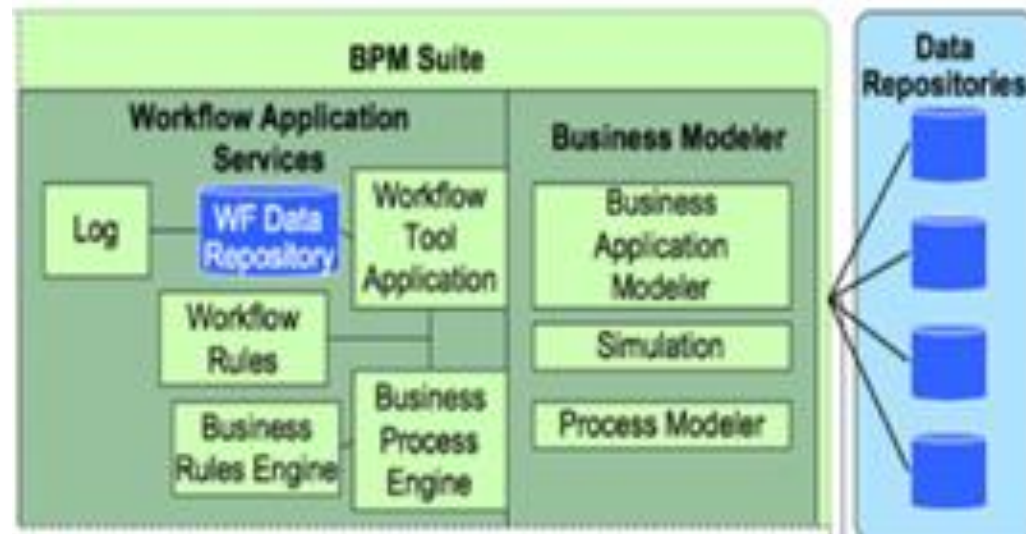 BPM Suite
Workflow Application
Services
Log
WF Data
Repository
Workflow
Tool
Application
Workflow
Rules
Business
Rules Engine
Business
Process
Engine
Business Modeler
Business
Application
Modeler
Simulation
Process Modeler
Data
Repositories